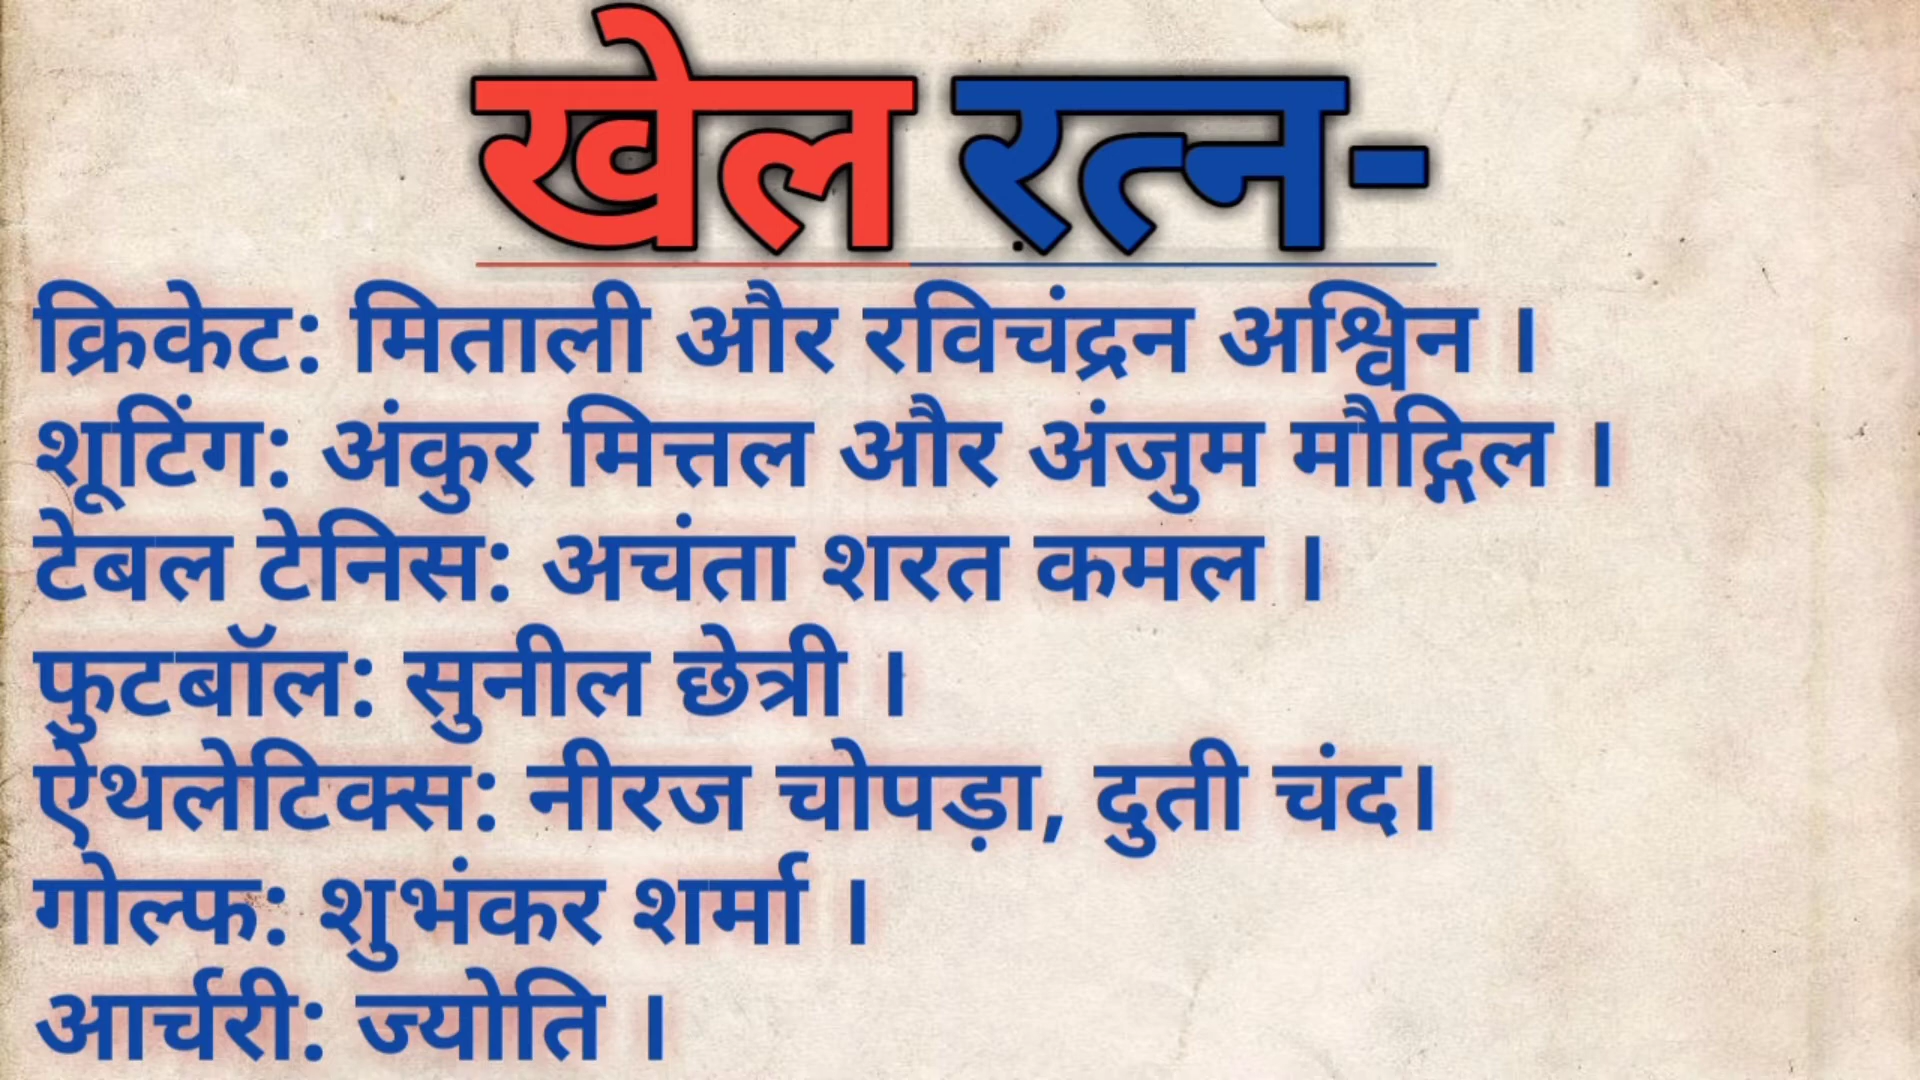 खेल रत्न-
क्रिकेट: मिताली और रविचंद्रन अश्विन ।
शूटिंग: अंकुर मित्तल और अंजुम मौद्गिल ।
टेबल टेनिस: अचंता शरत कमल ।
फुटबॉल: सुनील छेत्री ।
ऐथलेटिक्स: नीरज चोपड़ा, दुती चंद।
गोल्फ: शुभंकर शर्मा ।
आर्चरी: ज्योति ।